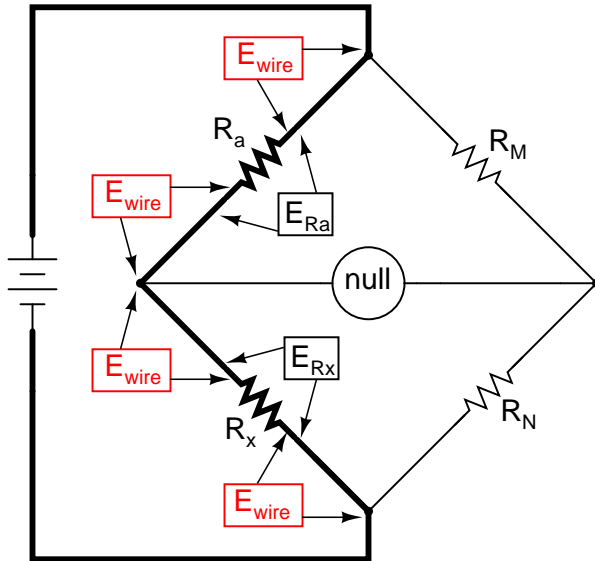 E_wire
R_a
R_M
E_wire
E_Ra
null
E_wire
E_Rx
R_x
R_N
E_wire